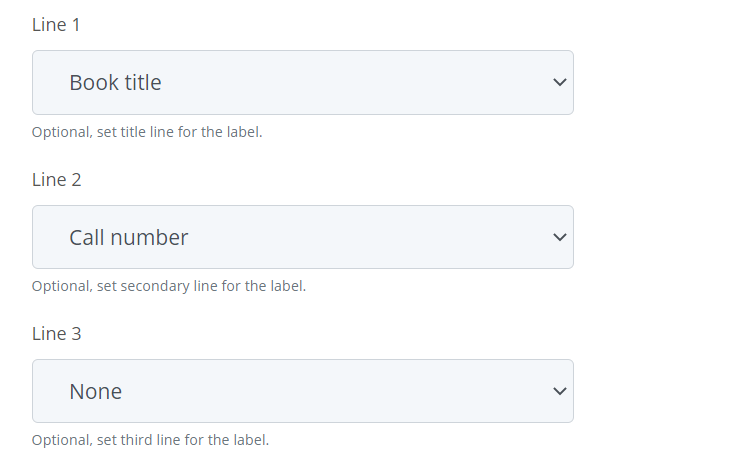 Line 1
Book title
Optional, set title line for the label.
Line 2
Call number
Optional, set secondary line for the label.
Line 3
None
Optional, set third line for the label.